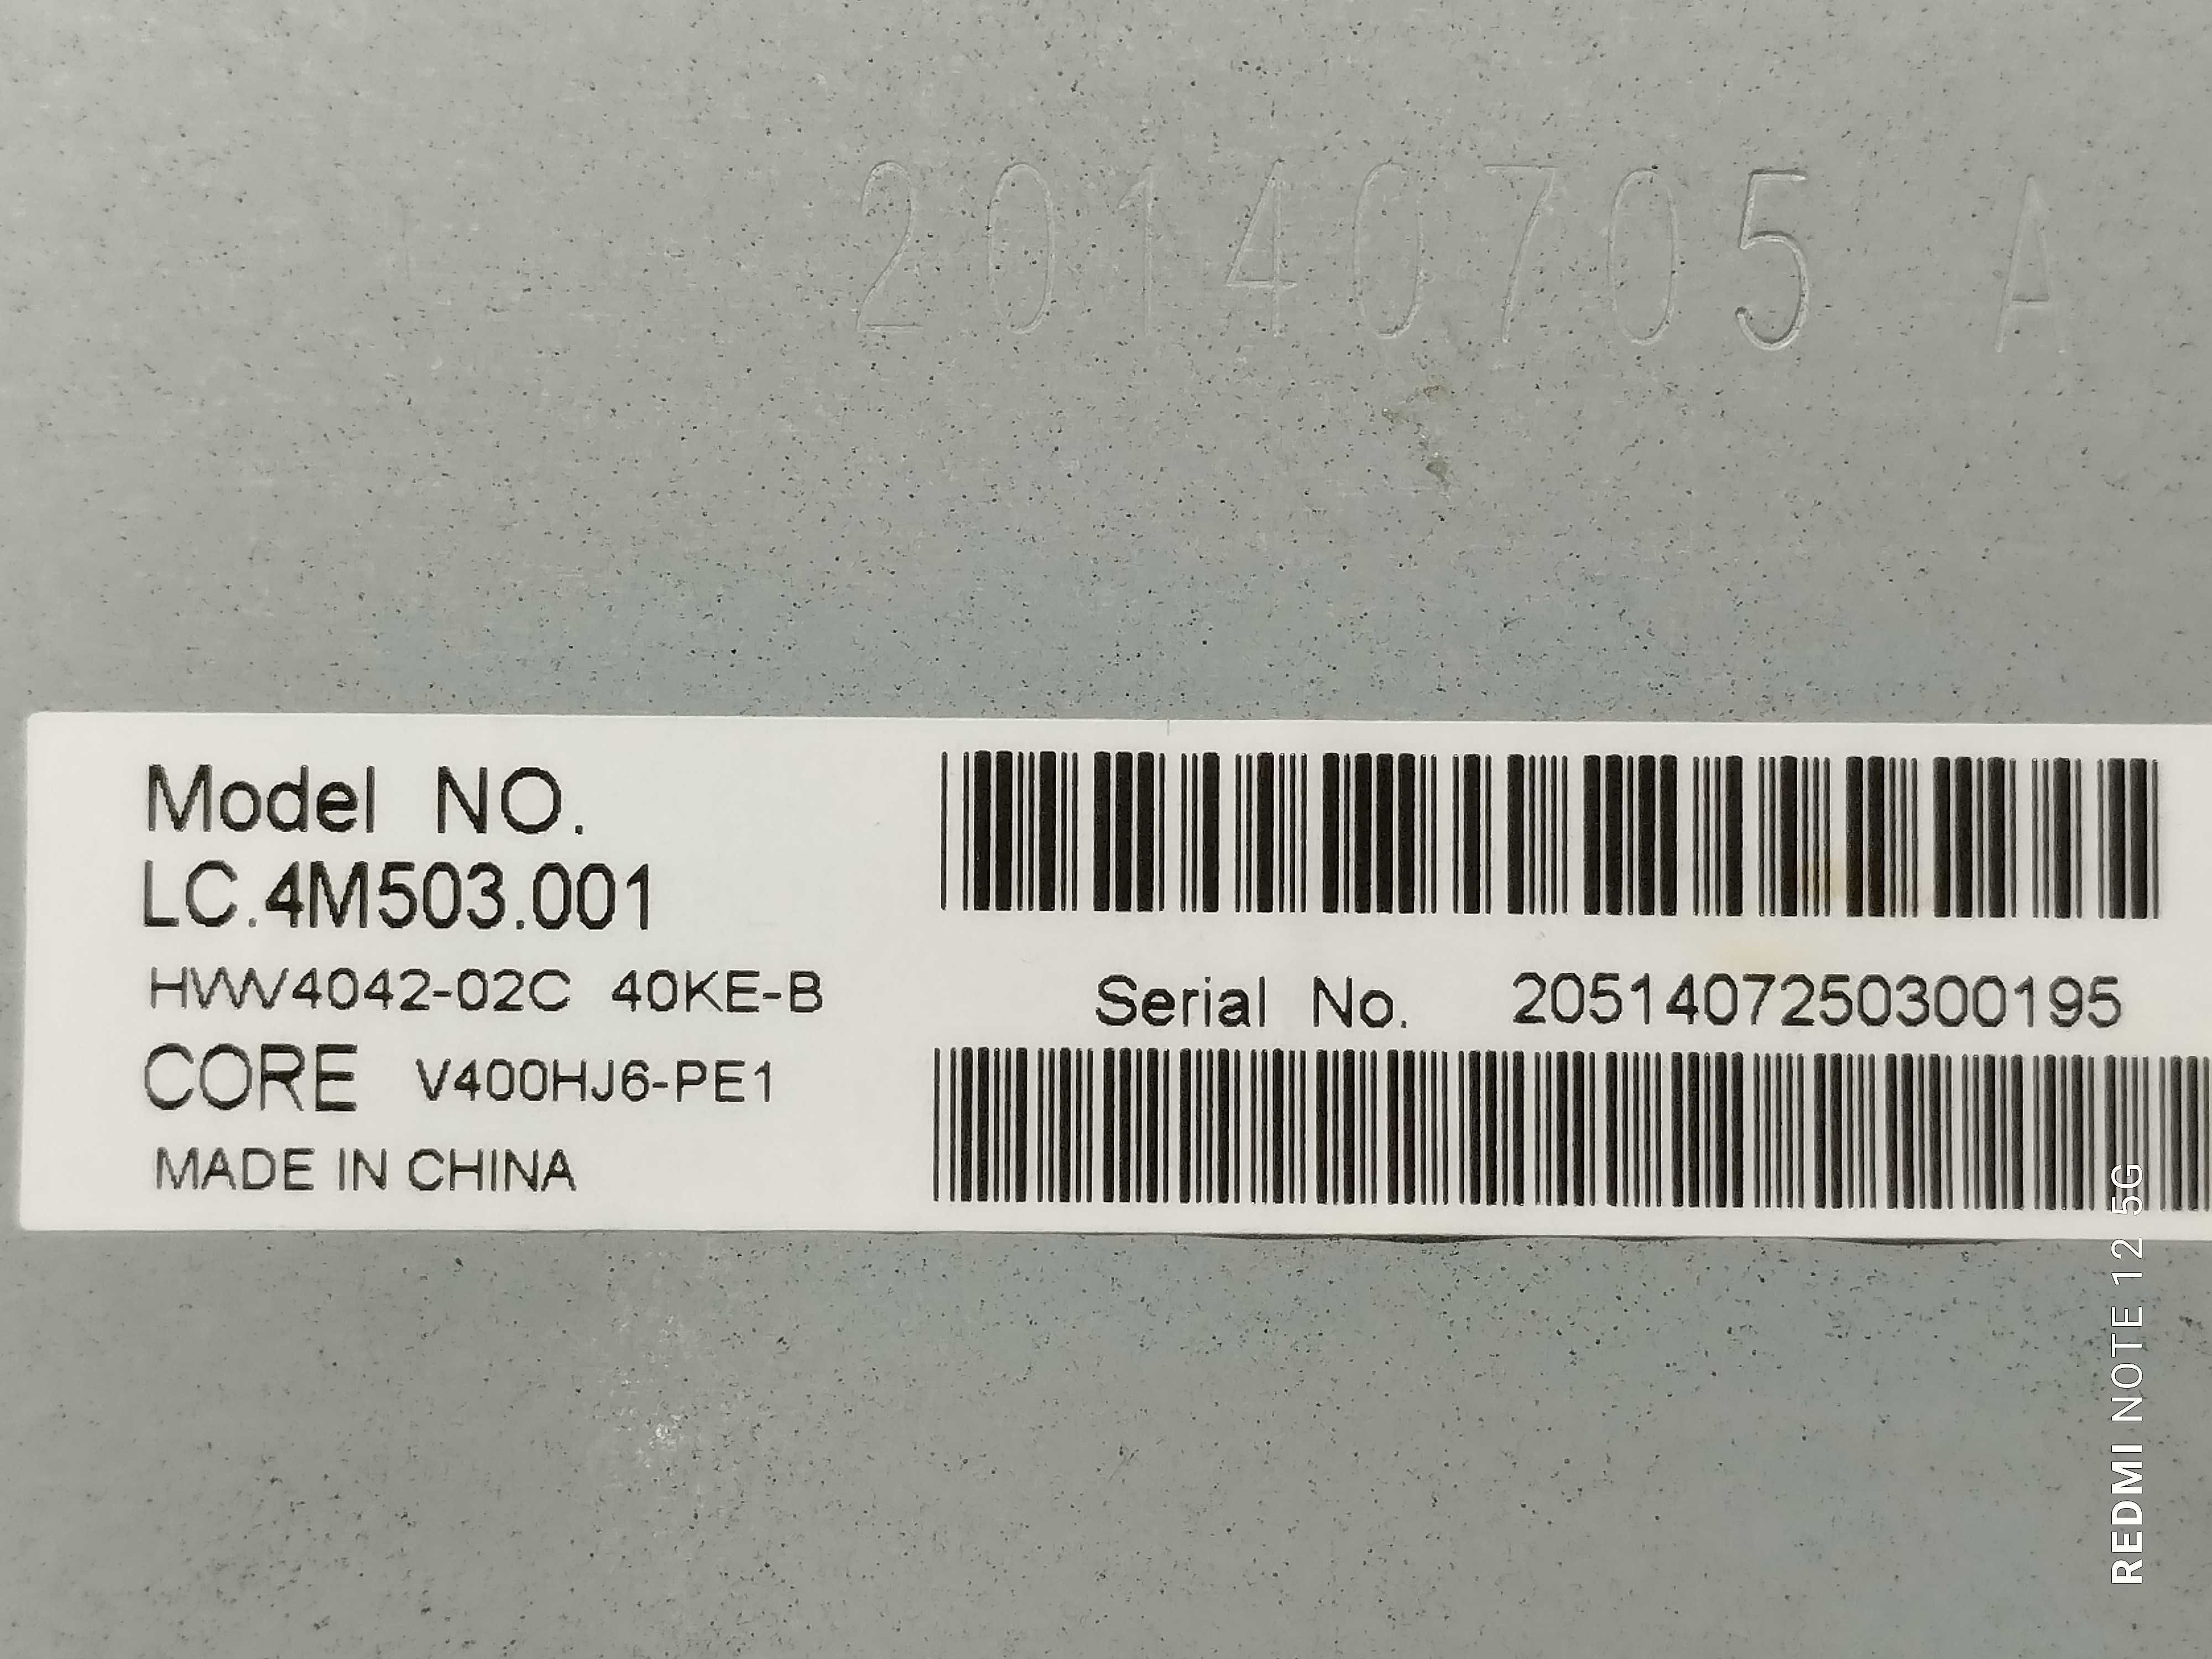 20140705 A
Model NO.
LC.4M503.001
HWW4042-02C 40KE-B
CORE V400HJ6-PE1
MADE IN CHINA
Serial No. 2051407250300195
REDMI NOTE 12 5G